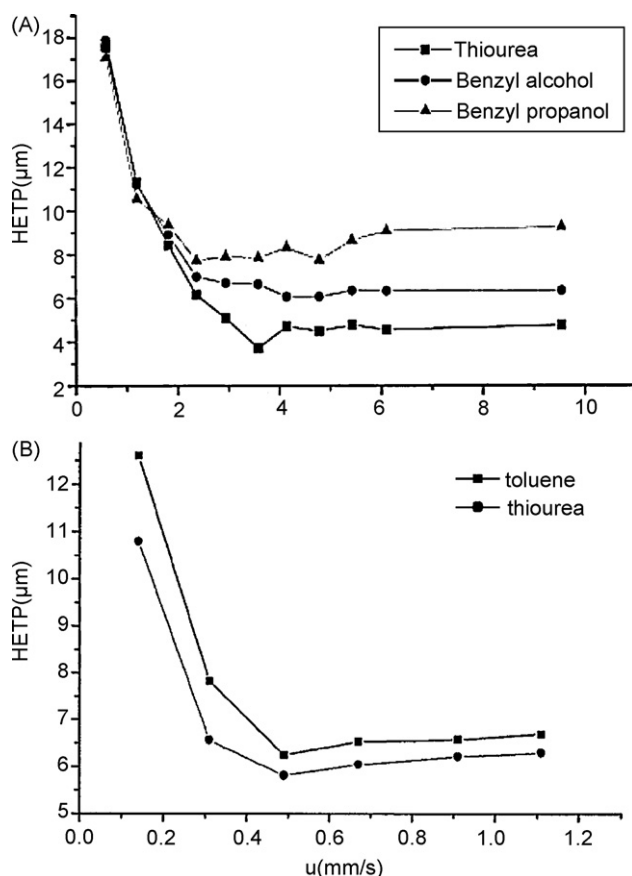 (A)
HETP(μm)
18
16
14
12
10
8
6
4
2
Thiourea
Benzyl alcohol
Benzyl propanol
0 2 4 6 8 10
(B)
HETP(μm)
12
11
10
9
8
7
6
5
toluene
thiourea
0.0 0.2 0.4 0.6 0.8 1.0 1.2
u(mm/s)